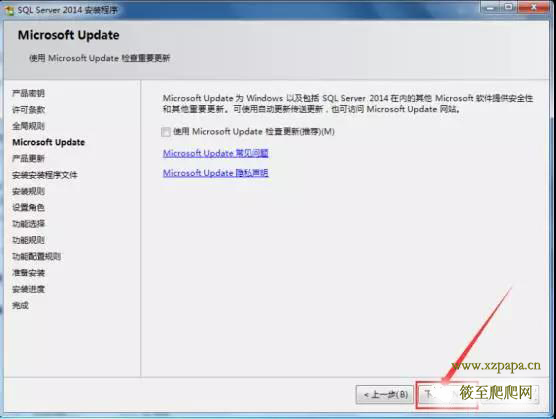 SQL Server 2014 安装程序
Microsoft Update
使用 Microsoft Update 检查重要更新
产品密钥
许可条款
全局规则
Microsoft Update
产品更新
安装安装程序文件
安装规则
设置角色
功能选择
功能规则
功能配置规则
准备安装
安装进度
完成
Microsoft Update 为 Windows 以及包括 SQL Server 2014 在内的其他 Microsoft 软件提供安全性
和其他重要更新。可使用自动更新传送更新，也可访问 Microsoft Update 网站。
使用 Microsoft Update 检查更新(推荐)(M)
Microsoft Update 常见问题
Microsoft Update 隐私声明
www.xzpapa.cn
< 上一步(B)
下
筱至爬爬网